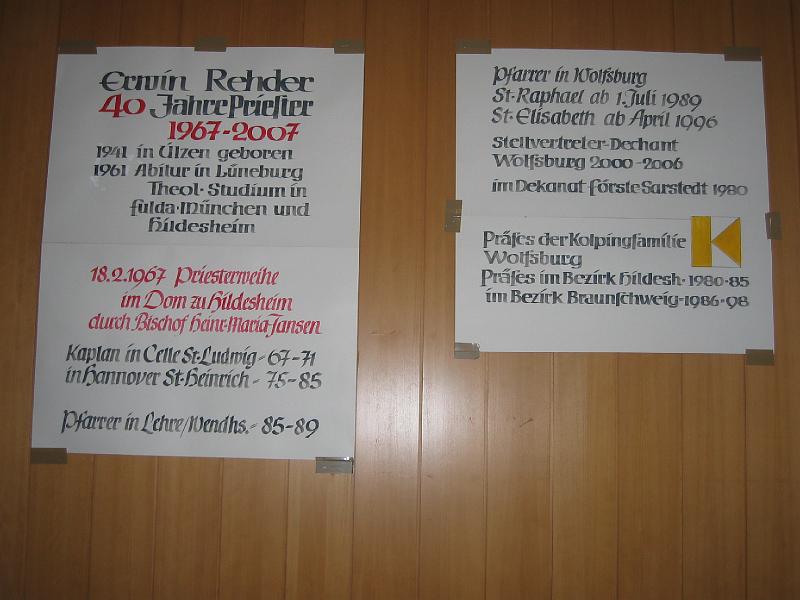 Erwin Rehder
40 Jahre Priester
1967-2007
1941 in Ülzen geboren
1961 Abitur in Lüneburg
Theol. Studium in
Fulda·München und
Hildesheim
18.2.1967 Priesterweihe
im Dom zu Hildesheim
durch Bischof Heinr.Maria Jansen
Kaplan in Celle St.Ludwig - 67-71
in Hannover St.Heinrich - 75-85
Pfarrer in Lehre/Wendhs.- 85-89
Pfarrer in Wolfsburg
St. Raphael ab 1. Juli 1989
St. Elisabeth ab April 1996
Stellvertreter-Dechant
Wolfsburg 2000-2006
im Dekanat Förste Sarstedt 1980
Präses der Kolpingfamilie
Wolfsburg
Präses im Bezirk Hildesh. 1980-85
im Bezirk Braunschweig-1986-98